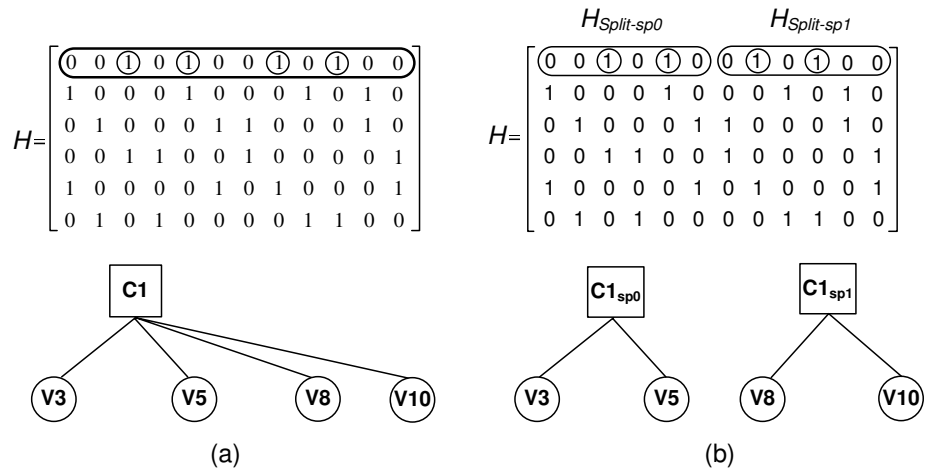 0 0 1 0 1 0 0 1 0 1 0 0
1 0 0 0 1 0 0 0 1 0 1 0
0 1 0 0 0 1 1 0 0 0 1 0
H=
0 0 1 1 0 0 1 0 0 0 0 1
1 0 0 0 0 1 0 1 0 0 0 1
0 1 0 1 0 0 0 0 1 1 0 0
C1
V3 V5 V8 V10
(a)
H Split-sp0 H Split-sp1
0 0 1 0 1 0 0 1 0 1 0 0
1 0 0 0 1 0 0 0 1 0 1 0
0 1 0 0 0 1 1 0 0 0 1 0
H=
0 0 1 1 0 0 1 0 0 0 0 1
1 0 0 0 0 1 0 1 0 0 0 1
0 1 0 1 0 0 0 0 1 1 0 0
C1sp0 C1sp1
V3 V5 V8 V10
(b)